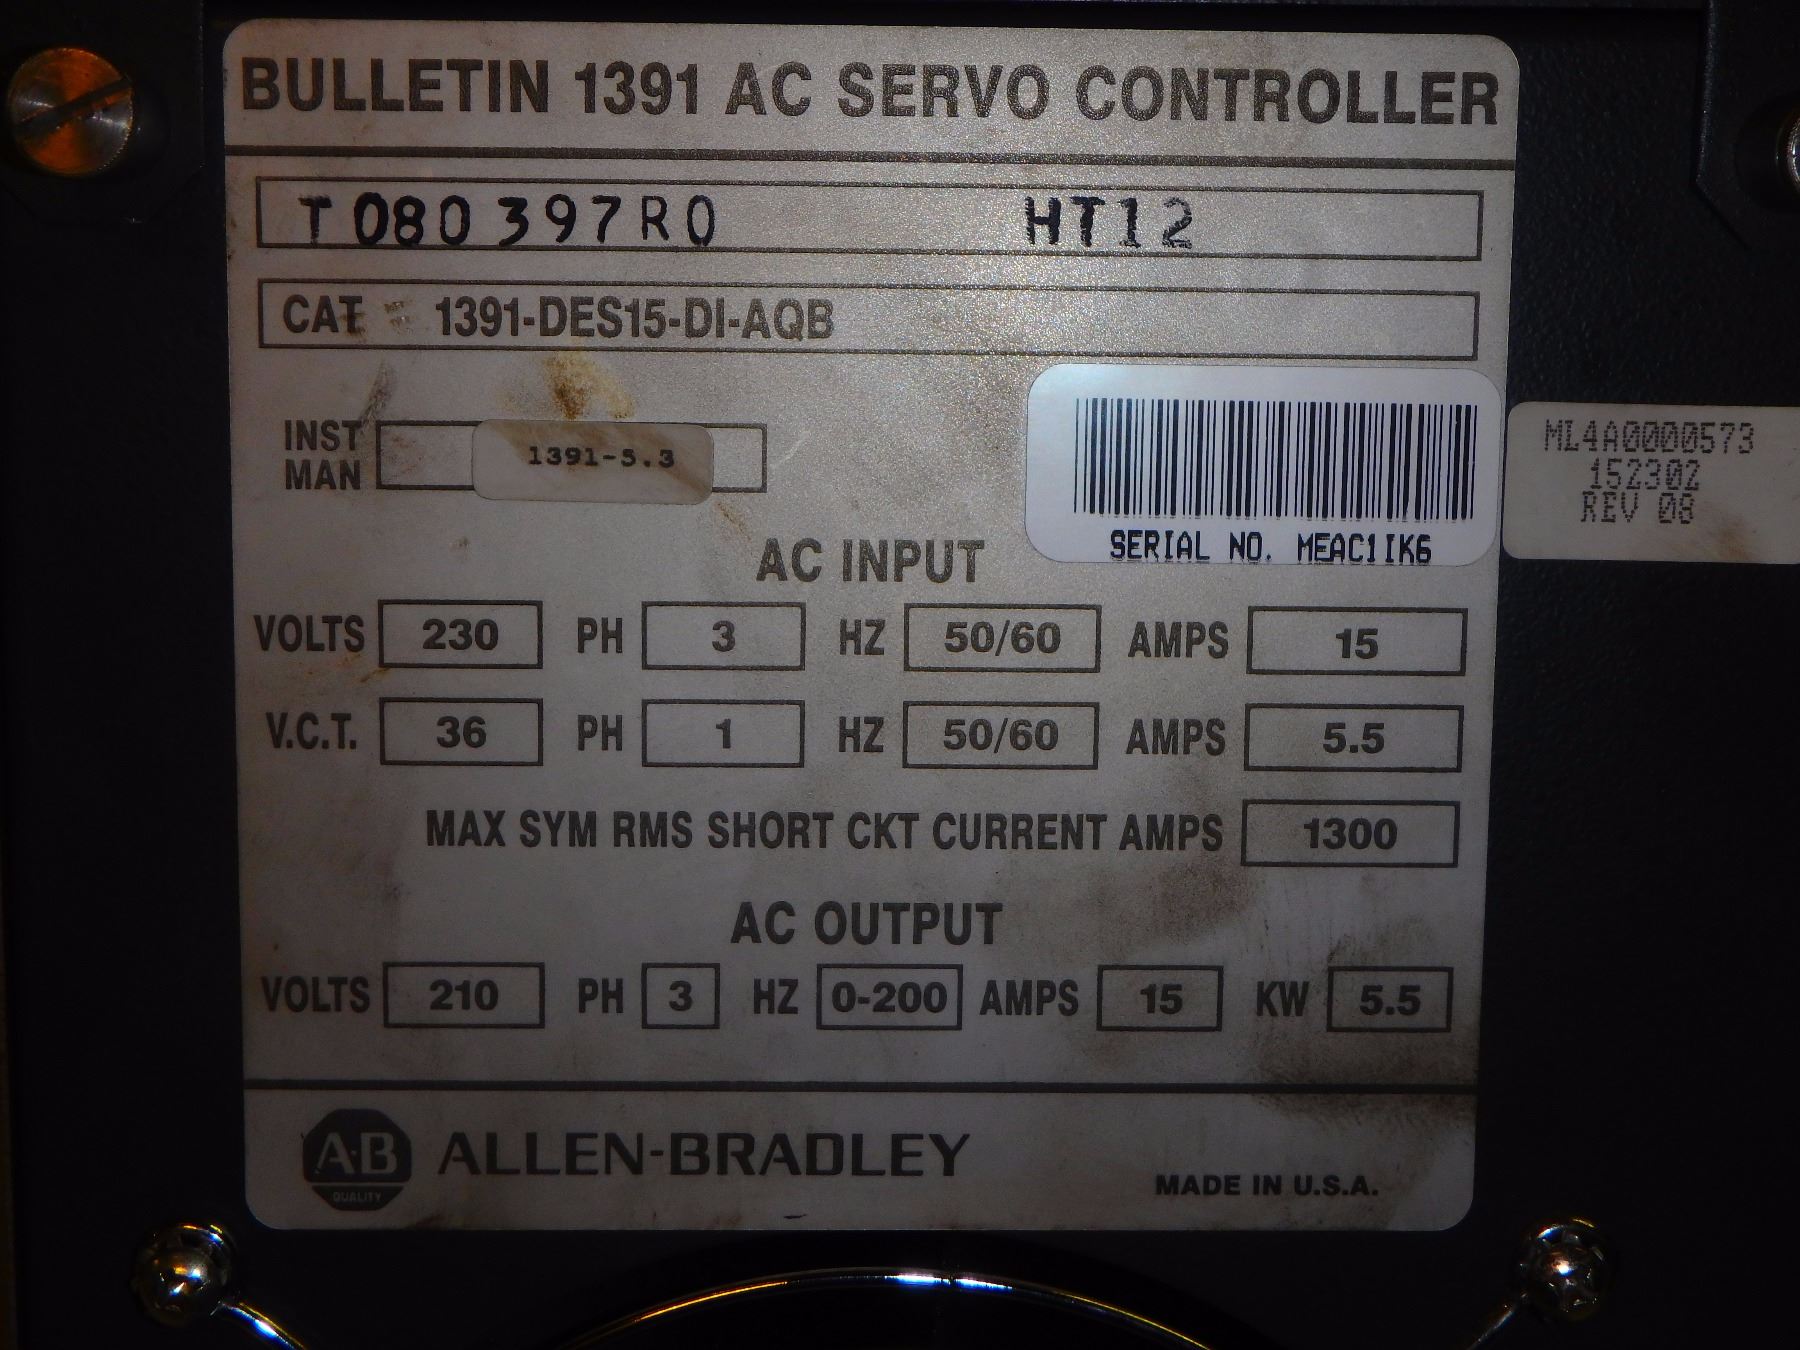 BULLETIN 1391 AC SERVO CONTROLLER
T080397R0 HT12
CAT 1391-DES15-DI-AQB
INST
MAN
1391-5.3
SERIAL NO. MEAC1IK6
ML4A0000573
152302
REV 08
AC INPUT
VOLTS 230 PH 3 HZ 50/60 AMPS 15
V.C.T. 36 PH 1 HZ 50/60 AMPS 5.5
MAX SYM RMS SHORT CKT CURRENT AMPS 1300
AC OUTPUT
VOLTS 210 PH 3 HZ 0-200 AMPS 15 KW 5.5
A-B
QUALITY
ALLEN-BRADLEY
MADE IN U.S.A.